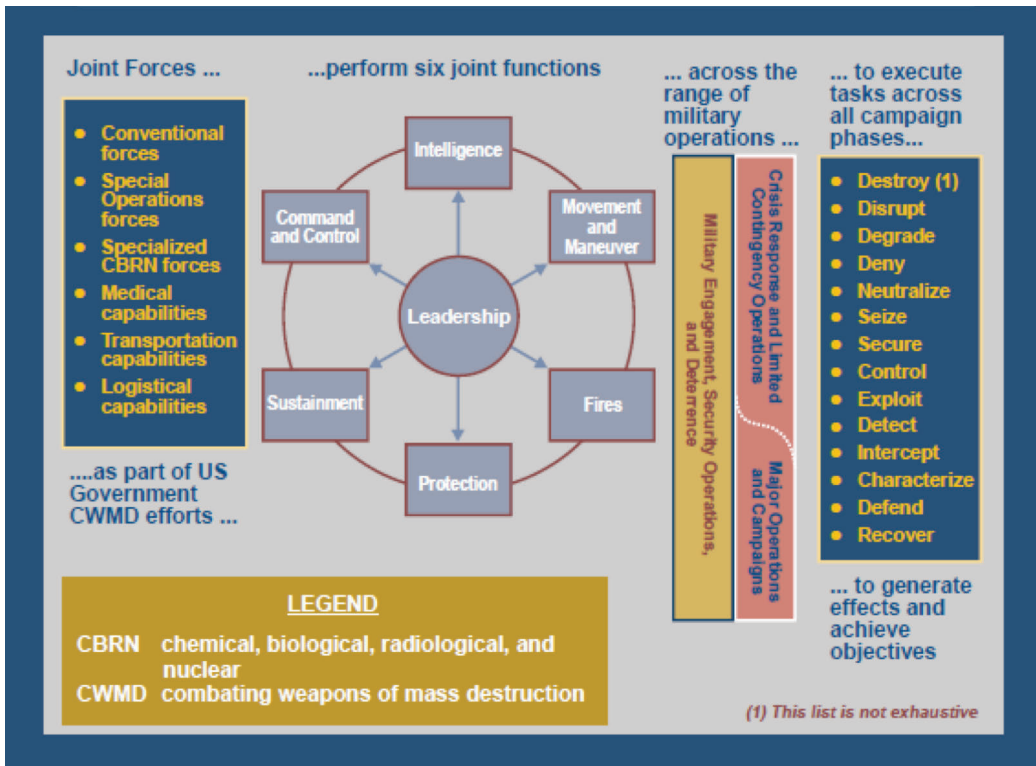 Joint Forces ...
● Conventional
forces
● Special
Operations
forces
● Specialized
CBRN forces
● Medical
capabilities
● Transportation
capabilities
● Logistical
capabilities
....as part of US
Government
CWMD efforts ...
...perform six joint functions
Intelligence
Command
and Control
Movement
and
Maneuver
Leadership
Sustainment
Fires
Protection
... across the
range of
military
operations ...
Military Engagement, Security Operations,
and Deterrence
Crisis Response and Limited
Contingency Operations
Major Operations
and Campaigns
... to execute
tasks across
all campaign
phases...
● Destroy (1)
● Disrupt
● Degrade
● Deny
● Neutralize
● Seize
● Secure
● Control
● Exploit
● Detect
● Intercept
● Characterize
● Defend
● Recover
... to generate
effects and
achieve
objectives
LEGEND
CBRN chemical, biological, radiological, and
nuclear
CWMD combating weapons of mass destruction
(1) This list is not exhaustive